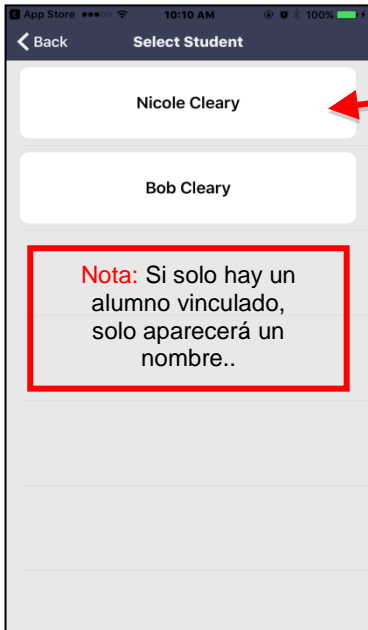 App Store 10:10 AM 100%
Back Select Student
Nicole Cleary
Bob Cleary
Nota: Si solo hay un
alumno vinculado,
solo aparecerá un
nombre..